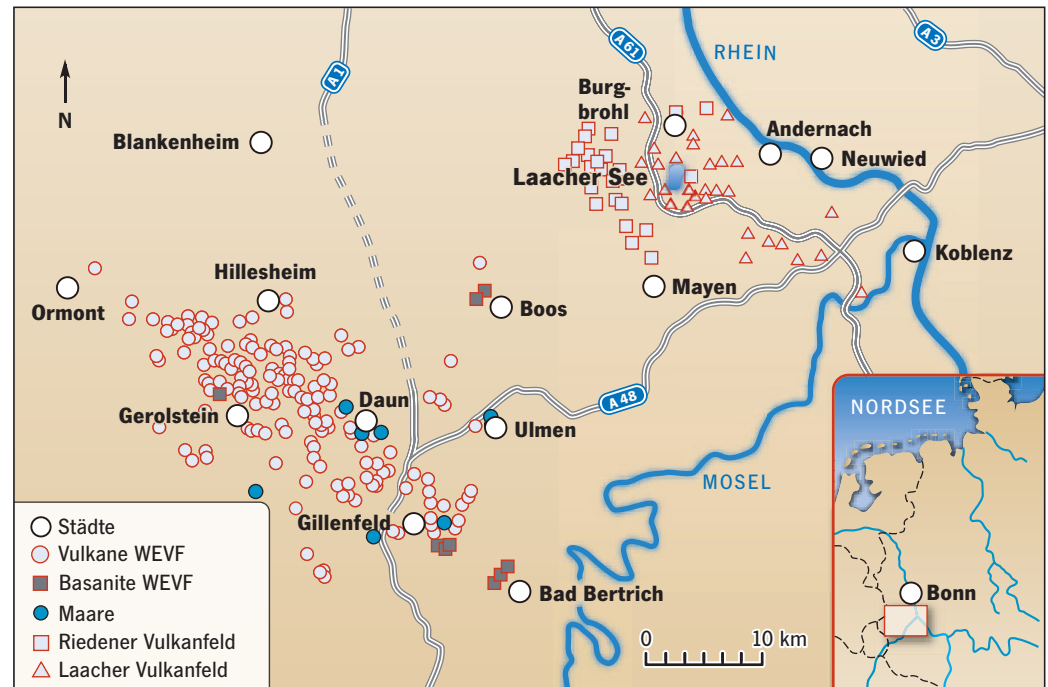 A1
A61
A3
RHEIN
Burg-
brohl
N
Blankenheim
Andernach
Neuwied
Laacher See
Hillesheim
Koblenz
Ormont
Mayen
Boos
Gerolstein
Daun
A48
Ulmen
NORDSEE
MOSEL
Gillenfeld
Städte
Vulkane WEVF
Basanite WEVF
Maare
Riedener Vulkanfeld
Laacher Vulkanfeld
Bad Bertrich
Bonn
0 10 km